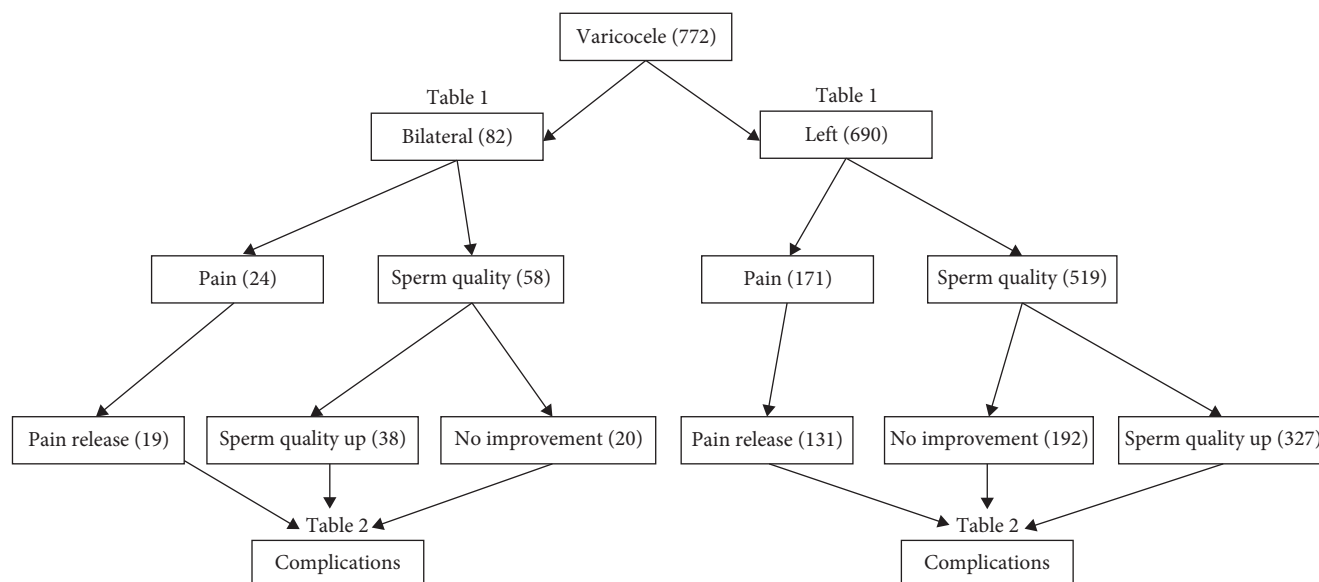 Varicocele (772)
Table 1
Table 1
Bilateral (82)
Left (690)
Pain (24)
Sperm quality (58)
Pain (171)
Sperm quality (519)
Pain release (19)
Sperm quality up (38)
No improvement (20)
Pain release (131)
No improvement (192)
Sperm quality up (327)
Table 2
Table 2
Complications
Complications